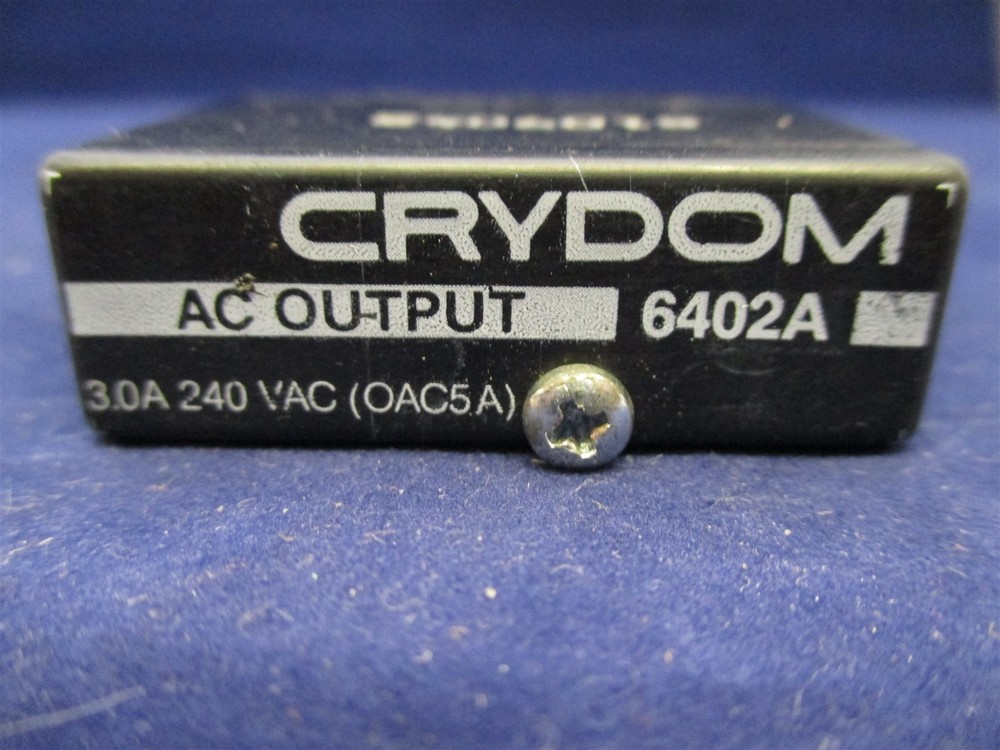 CRYDOM
AC OUTPUT 6402A
3.0A 240 VAC (OAC5A)